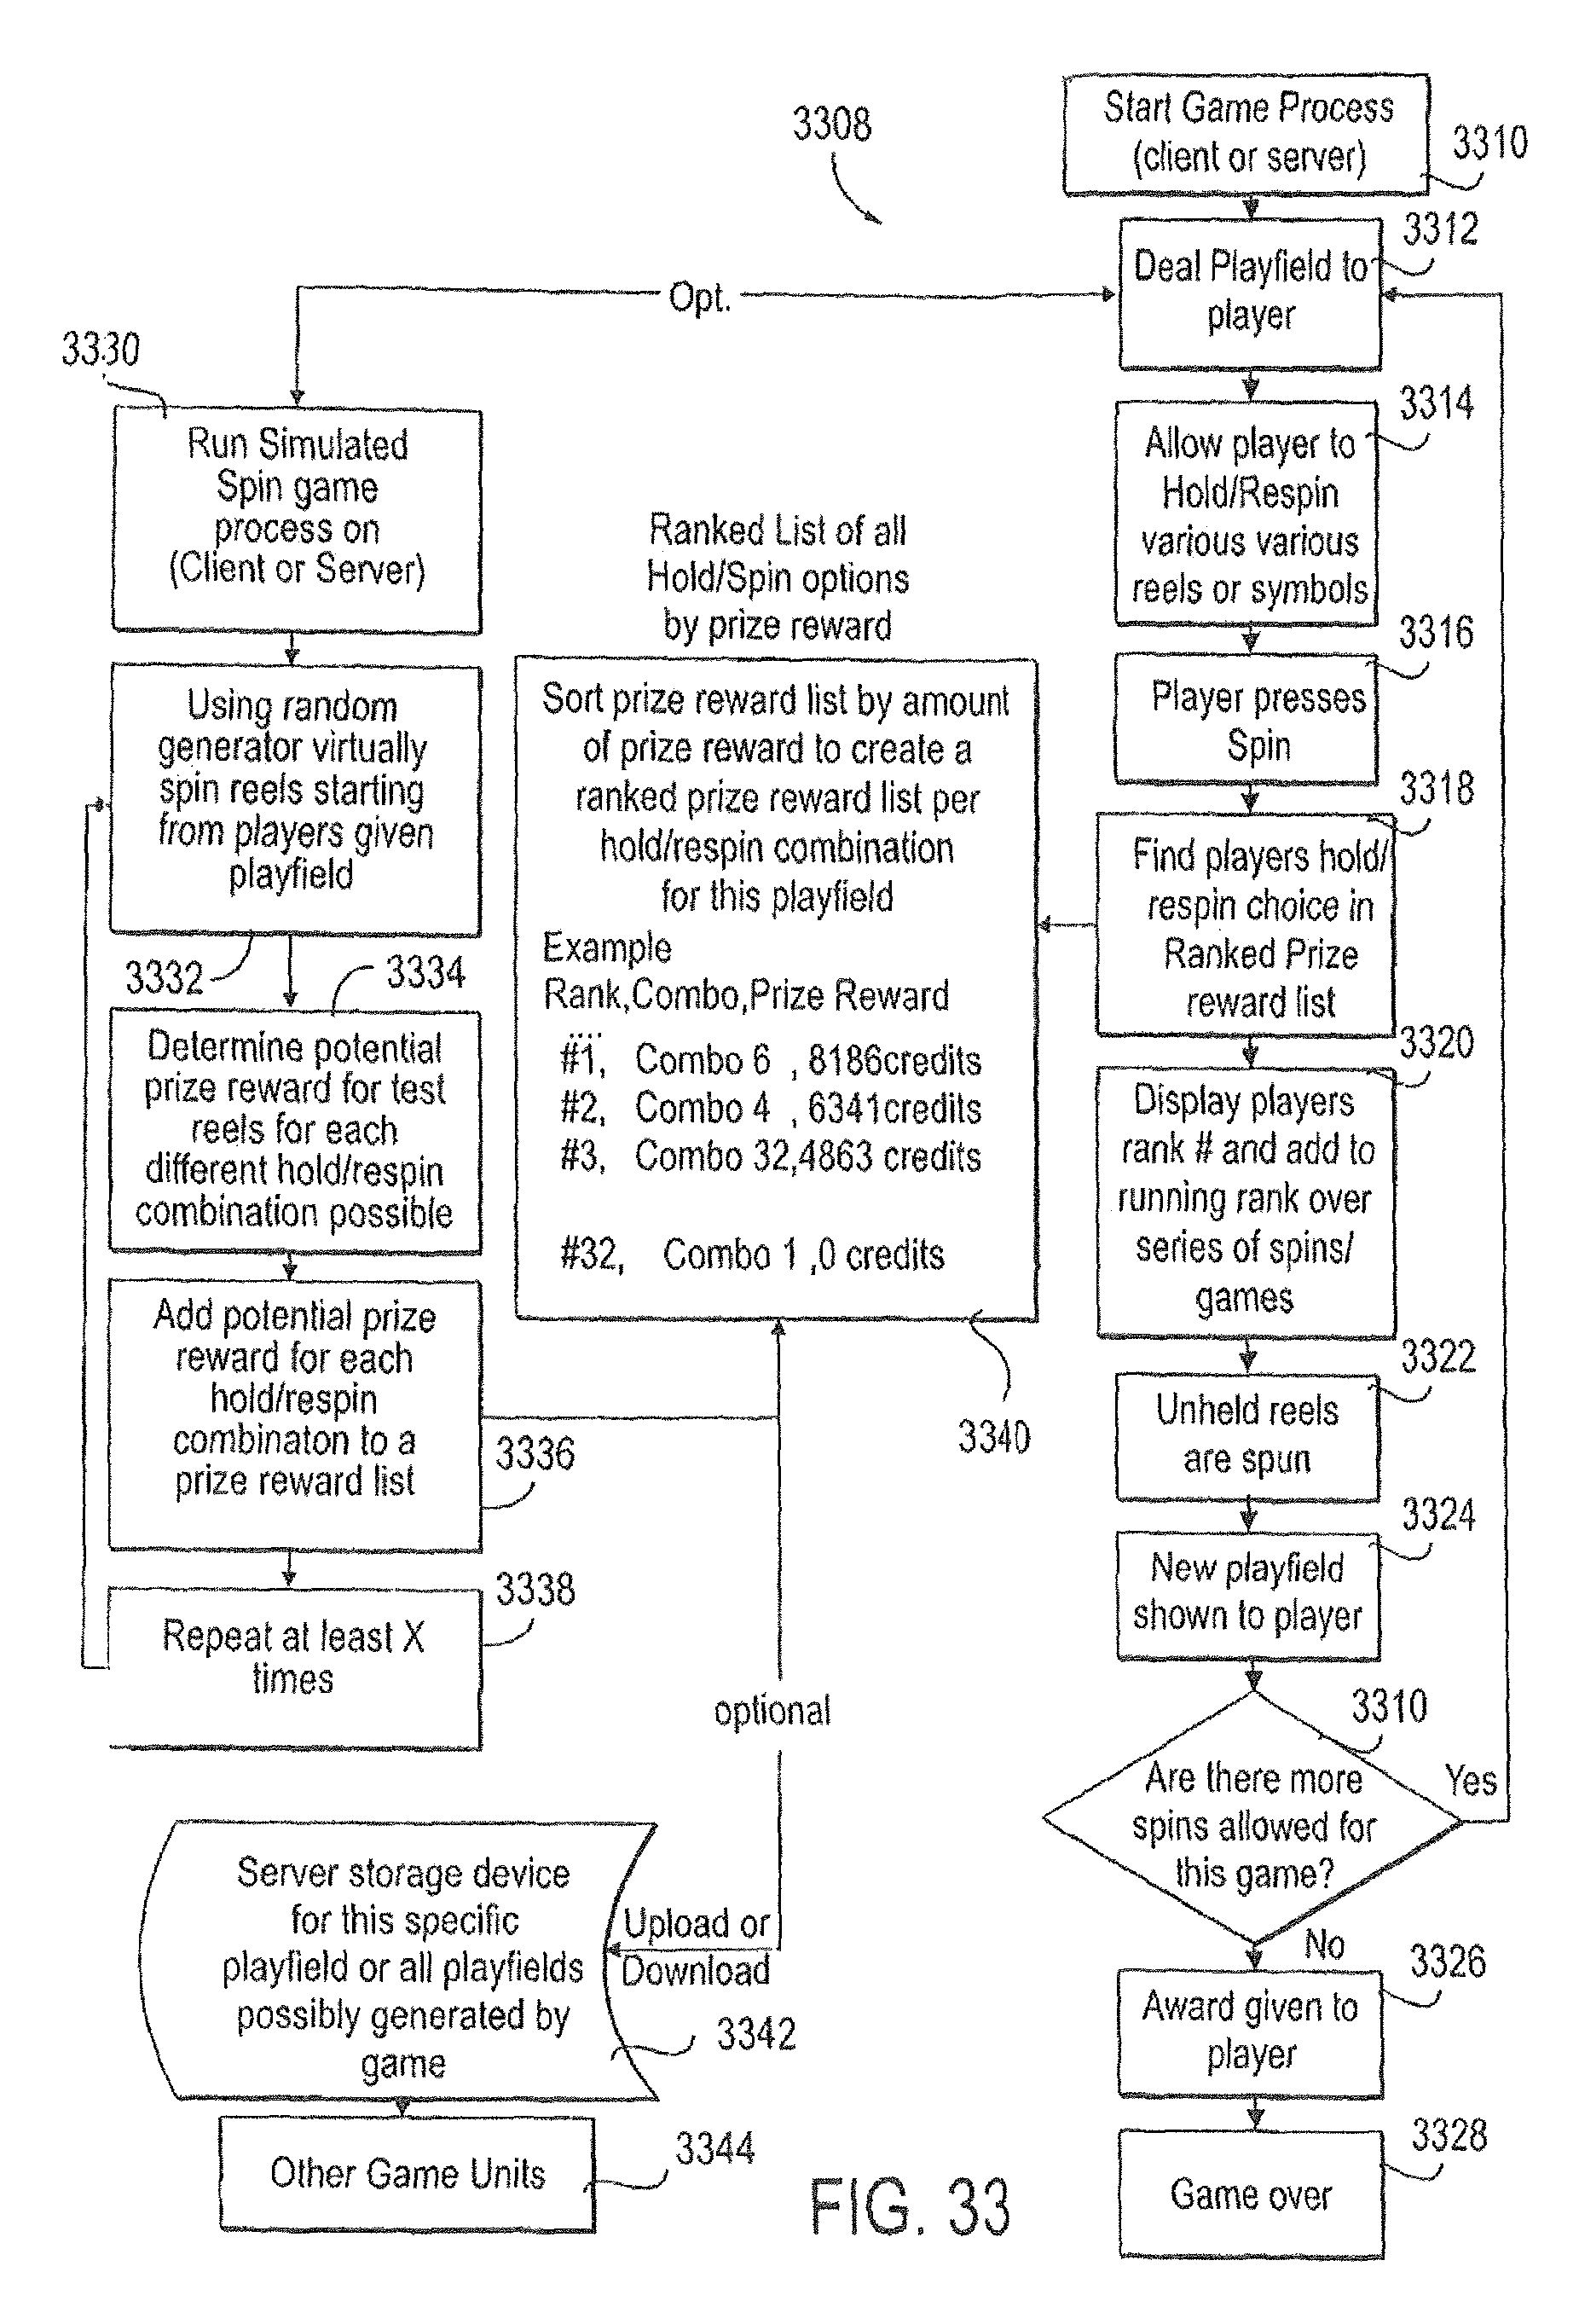 3308
Start Game Process
(client or server)
3310
Deal Playfield to
player
3312
Opt.
3330
Run Simulated
Spin game
process on
(Client or Server)
Using random
generator virtually
spin reels starting
from players given
playfield
3332
3334
Determine potential
prize reward for test
reels for each
different hold/respin
combination possible
Add potential prize
reward for each
hold/respin
combinaton to a
prize reward list
3336
Repeat at least X
times
3338
Ranked List of all
Hold/Spin options
by prize reward
Sort prize reward list by amount
of prize reward to create a
ranked prize reward list per
hold/respin combination
for this playfield
Example
Rank,Combo,Prize Reward
....
#1, Combo 6 , 8186credits
#2, Combo 4 , 6341credits
#3, Combo 32,4863 credits
#32, Combo 1 ,0 credits
3340
optional
Upload or
Download
Server storage device
for this specific
playfield or all playfields
possibly generated by
game
3342
Other Game Units
3344
Allow player to
Hold/Respin
various various
reels or symbols
3314
Player presses
Spin
3316
Find players hold/
respin choice in
Ranked Prize
reward list
3318
Display players
rank # and add to
running rank over
series of spins/
games
3320
Unheld reels
are spun
3322
New playfield
shown to player
3324
Are there more
spins allowed for
this game?
3310
Yes
No
Award given to
player
3326
Game over
3328
FIG. 33